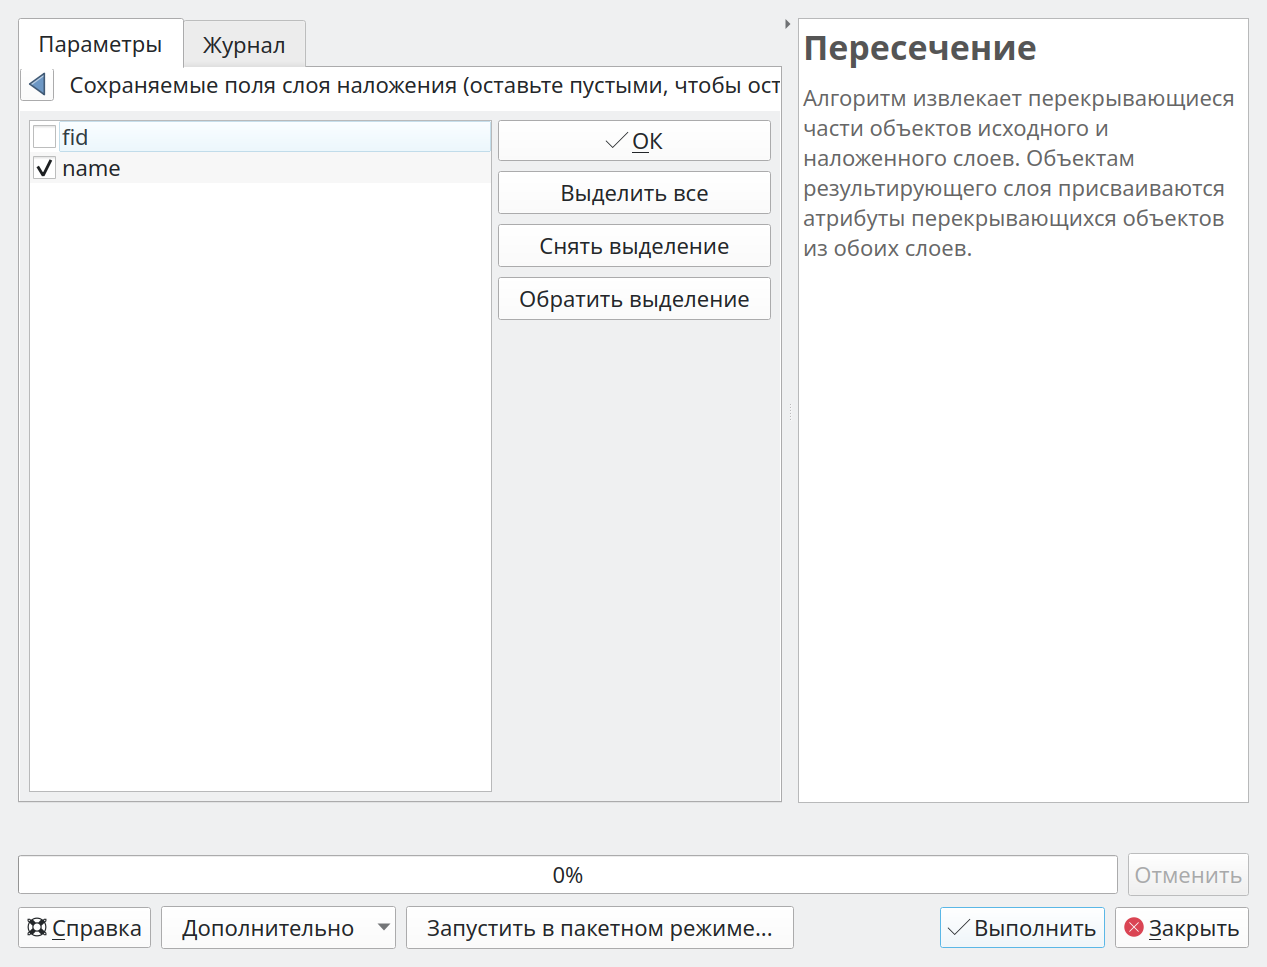 Параметры
Журнал
Сохраняемые поля слоя наложения (оставьте пустыми, чтобы ост
fid
name
OK
Выделить все
Снять выделение
Обратить выделение
Пересечение
Алгоритм извлекает перекрывающиеся
части объектов исходного и
наложенного слоев. Объектам
результирующего слоя присваиваются
атрибуты перекрывающихся объектов
из обоих слоев.
0%
Отменить
Справка
Дополнительно
Запустить в пакетном режиме...
Выполнить
Закрыть